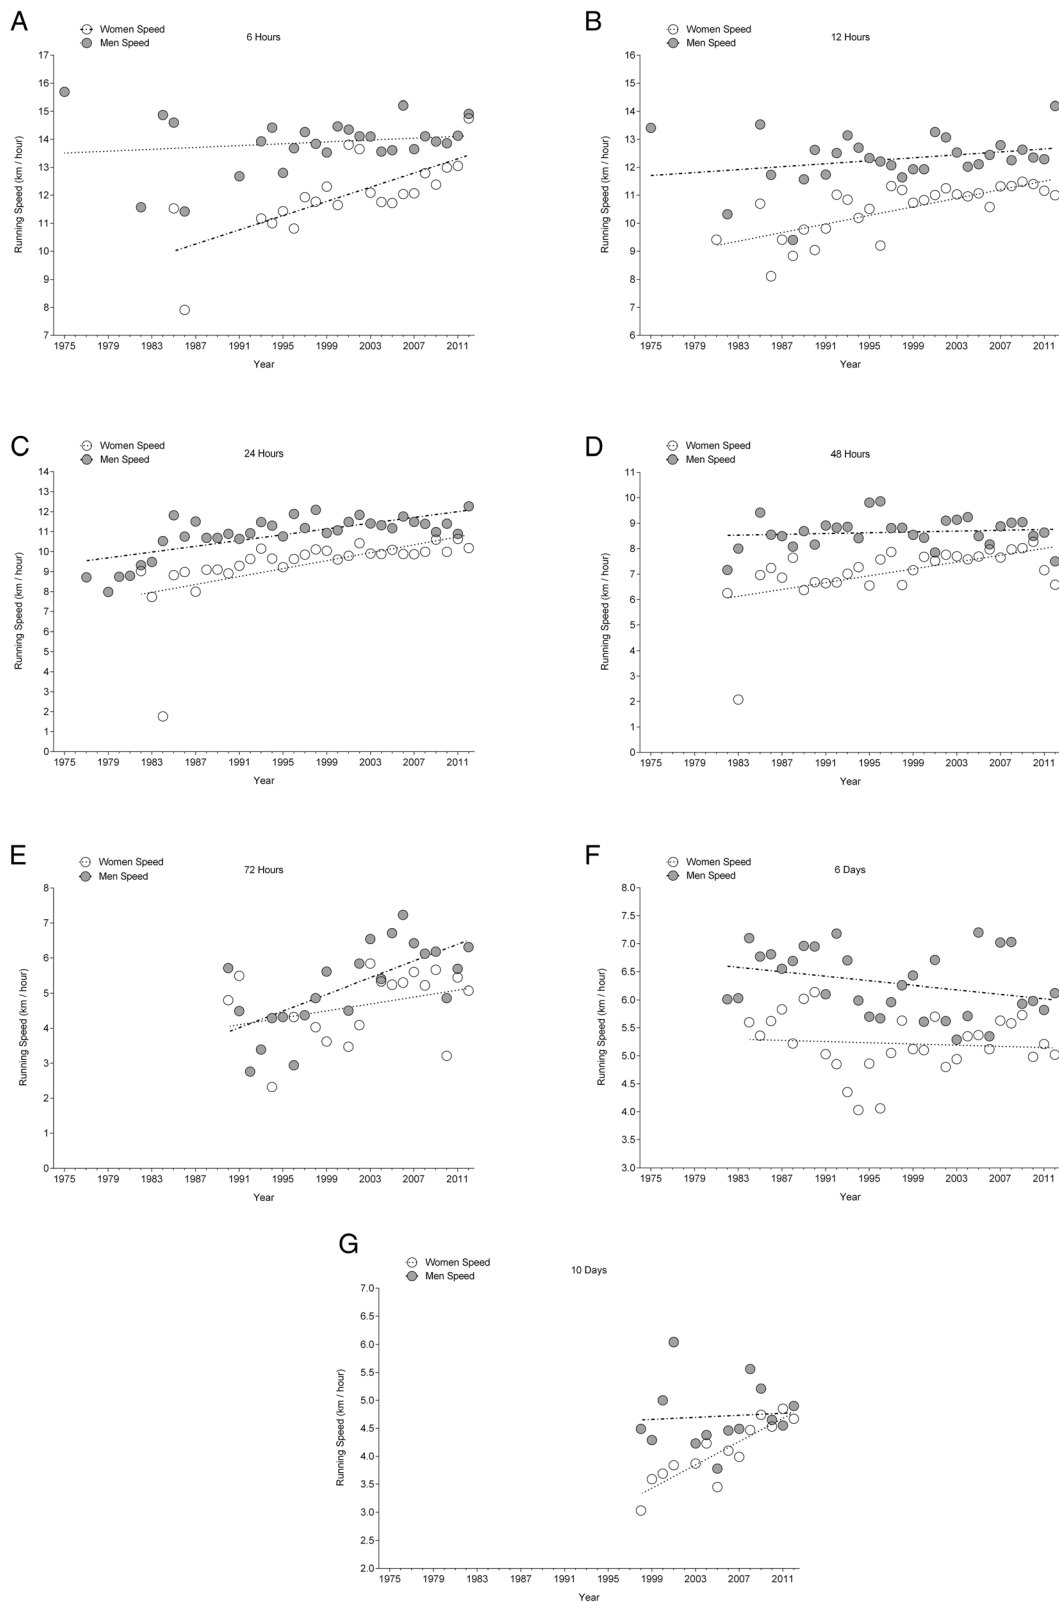 A
Women Speed
Men Speed
6 Hours
17
16
15
14
13
12
11
10
9
8
7
Running Speed (km / hour)
1975 1979 1983 1987 1991 1995 1999 2003 2007 2011
Year
B
Women Speed
Men Speed
12 Hours
16
15
14
13
12
11
10
9
8
7
6
Running Speed (km / hour)
1975 1979 1983 1987 1991 1995 1999 2003 2007 2011
Year
C
Women Speed
Men Speed
24 Hours
14
13
12
11
10
9
8
7
6
5
4
3
2
1
0
Running Speed (km / hour)
1975 1979 1983 1987 1991 1995 1999 2003 2007 2011
Year
D
Women Speed
Men Speed
48 Hours
11
10
9
8
7
6
5
4
3
2
1
0
Running Speed (km / hour)
1975 1979 1983 1987 1991 1995 1999 2003 2007 2011
Year
E
Women Speed
Men Speed
72 Hours
8
7
6
5
4
3
2
1
0
Running Speed (km / hour)
1975 1979 1983 1987 1991 1995 1999 2003 2007 2011
Year
F
Women Speed
Men Speed
6 Days
8.0
7.5
7.0
6.5
6.0
5.5
5.0
4.5
4.0
3.5
3.0
Running Speed (km / hour)
1975 1979 1983 1987 1991 1995 1999 2003 2007 2011
Year
G
Women Speed
Men Speed
10 Days
7.0
6.5
6.0
5.5
5.0
4.5
4.0
3.5
3.0
2.5
2.0
Running Speed (km / hour)
1975 1979 1983 1987 1991 1995 1999 2003 2007 2011
Year